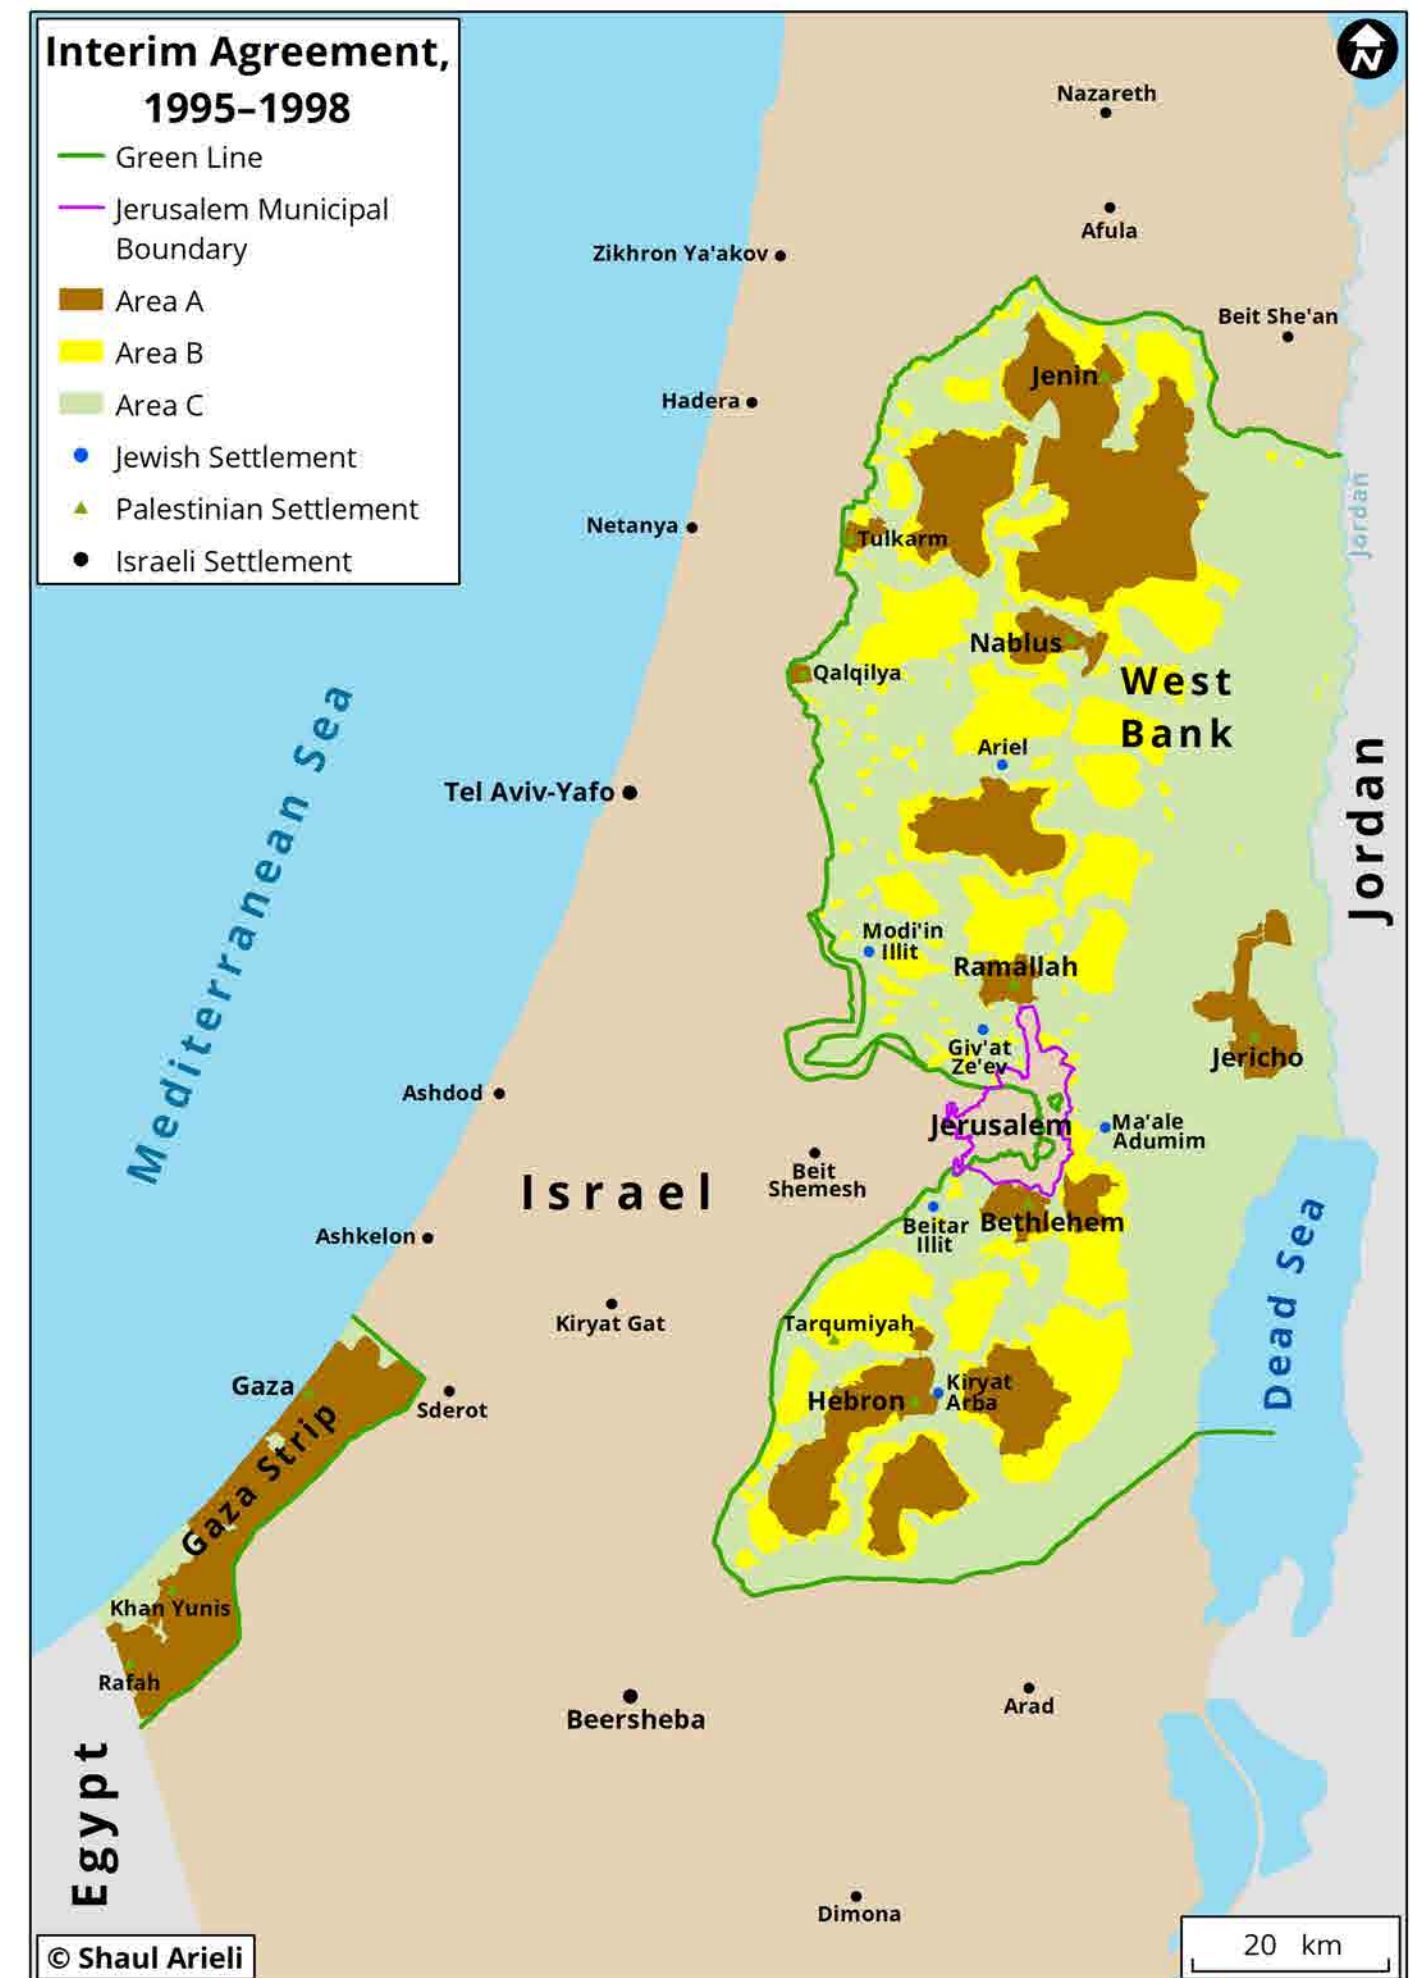 Interim Agreement,
1995–1998
Green Line
Jerusalem Municipal
Boundary
Area A
Area B
Area C
Jewish Settlement
Palestinian Settlement
Israeli Settlement
N
Nazareth
Afula
Zikhron Ya'akov
Beit She'an
Jenin
Hadera
Jordan
Netanya
Tulkarm
Nablus
Qalqilya
West
Bank
Mediterranean Sea
Ariel
Tel Aviv-Yafo
Jordan
Modi'in
Illit
Ramallah
Giv'at
Ze'ev
Jericho
Ashdod
Jerusalem
Ma'ale
Adumim
Beit
Shemesh
Israel
Beitar
Illit
Bethlehem
Ashkelon
Dead Sea
Kiryat Gat
Tarqumiyah
Gaza
Sderot
Hebron
Kiryat
Arba
Gaza Strip
Khan Yunis
Rafah
Beersheba
Arad
Egypt
Dimona
© Shaul Arieli
20 km